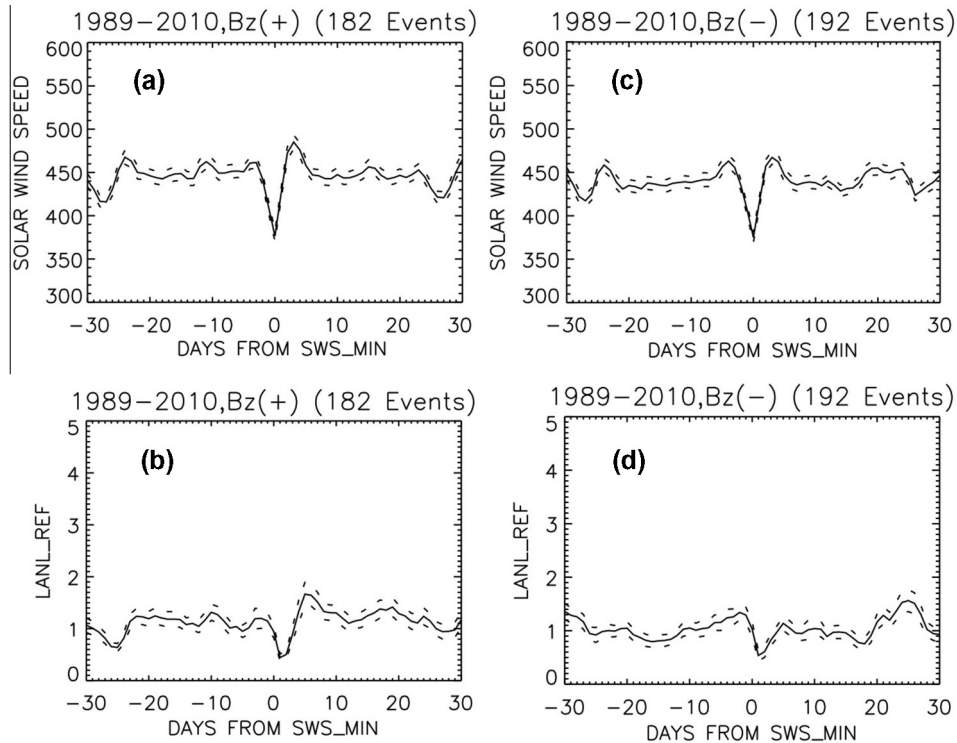 1989−2010,Bz(+) (182 Events)
600
550
500
450
400
350
300
SOLAR WIND SPEED
(a)
−30 −20 −10 0 10 20 30
DAYS FROM SWS_MIN
1989−2010,Bz(−) (192 Events)
600
550
500
450
400
350
300
SOLAR WIND SPEED
(c)
−30 −20 −10 0 10 20 30
DAYS FROM SWS_MIN
1989−2010,Bz(+) (182 Events)
5
4
3
2
1
0
LANL_REF
(b)
−30 −20 −10 0 10 20 30
DAYS FROM SWS_MIN
1989−2010,Bz(−) (192 Events)
5
4
3
2
1
0
LANL_REF
(d)
−30 −20 −10 0 10 20 30
DAYS FROM SWS_MIN